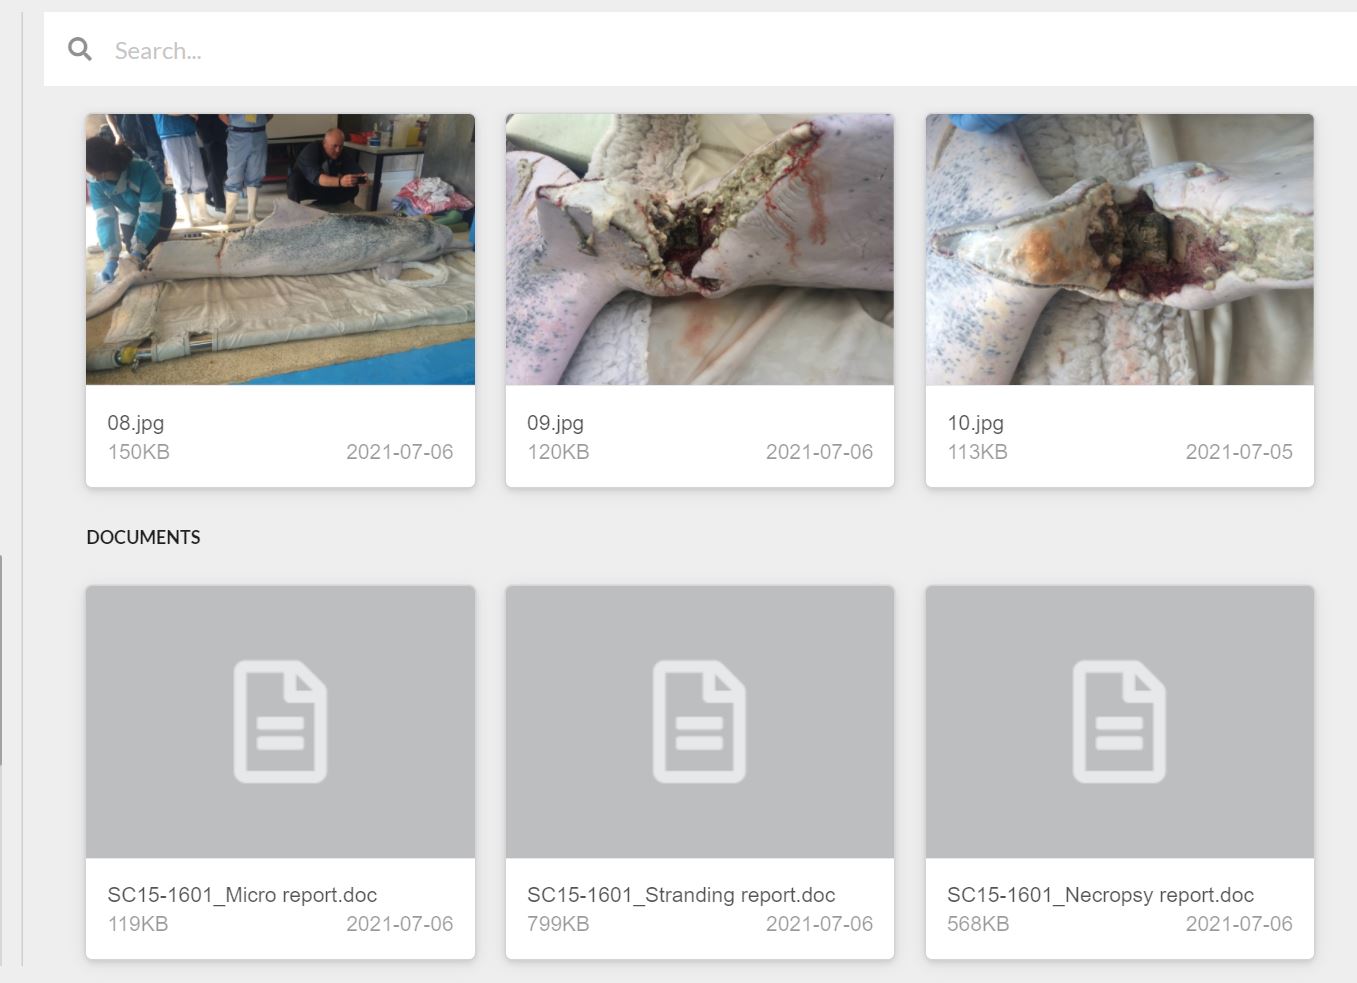 Search...
08.jpg
150KB 2021-07-06
09.jpg
120KB 2021-07-06
10.jpg
113KB 2021-07-05
DOCUMENTS
SC15-1601_Micro report.doc
119KB 2021-07-06
SC15-1601_Stranding report.doc
799KB 2021-07-06
SC15-1601_Necropsy report.doc
568KB 2021-07-06